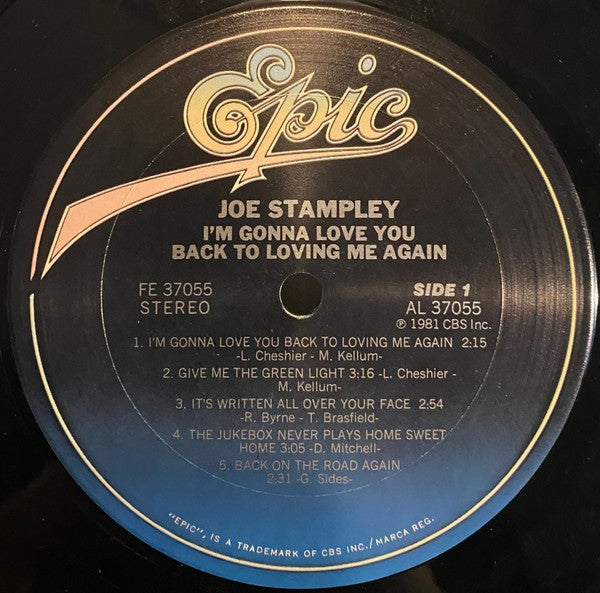 Epic
JOE STAMPLEY
I'M GONNA LOVE YOU
BACK TO LOVING ME AGAIN
FE 37055
STEREO
SIDE 1
AL 37055
℗ 1981 CBS Inc.
1. I'M GONNA LOVE YOU BACK TO LOVING ME AGAIN 2:15
-L. Cheshier - M. Kellum-
2. GIVE ME THE GREEN LIGHT 3:16 -L. Cheshier -
M. Kellum-
3. IT'S WRITTEN ALL OVER YOUR FACE 2:54
-R. Byrne - T. Brasfield-
4. THE JUKEBOX NEVER PLAYS HOME SWEET
HOME 3:05 -D. Mitchell-
5. BACK ON THE ROAD AGAIN
2:31 -G. Sides-
"EPIC", IS A TRADEMARK OF CBS INC./MARCA REG.